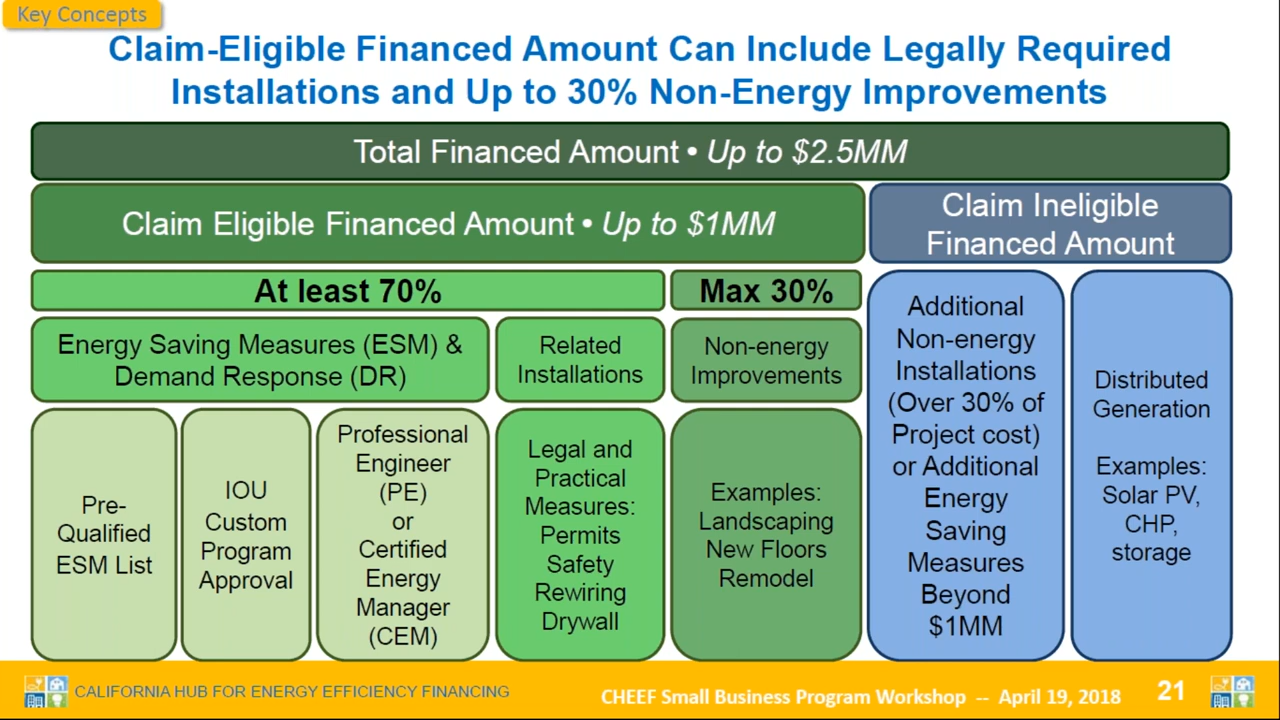 Key Concepts
Claim-Eligible Financed Amount Can Include Legally Required
Installations and Up to 30% Non-Energy Improvements
Total Financed Amount • Up to $2.5MM
Claim Eligible Financed Amount • Up to $1MM
Claim Ineligible
Financed Amount
At least 70%
Max 30%
Energy Saving Measures (ESM) &
Demand Response (DR)
Related
Installations
Non-energy
Improvements
Pre-
Qualified
ESM List
IOU
Custom
Program
Approval
Professional
Engineer
(PE)
or
Certified
Energy
Manager
(CEM)
Legal and
Practical
Measures:
Permits
Safety
Rewiring
Drywall
Examples:
Landscaping
New Floors
Remodel
Additional
Non-energy
Installations
(Over 30% of
Project cost)
or Additional
Energy
Saving
Measures
Beyond
$1MM
Distributed
Generation
Examples:
Solar PV,
CHP,
storage
CALIFORNIA HUB FOR ENERGY EFFICIENCY FINANCING
CHEEF Small Business Program Workshop -- April 19, 2018
21